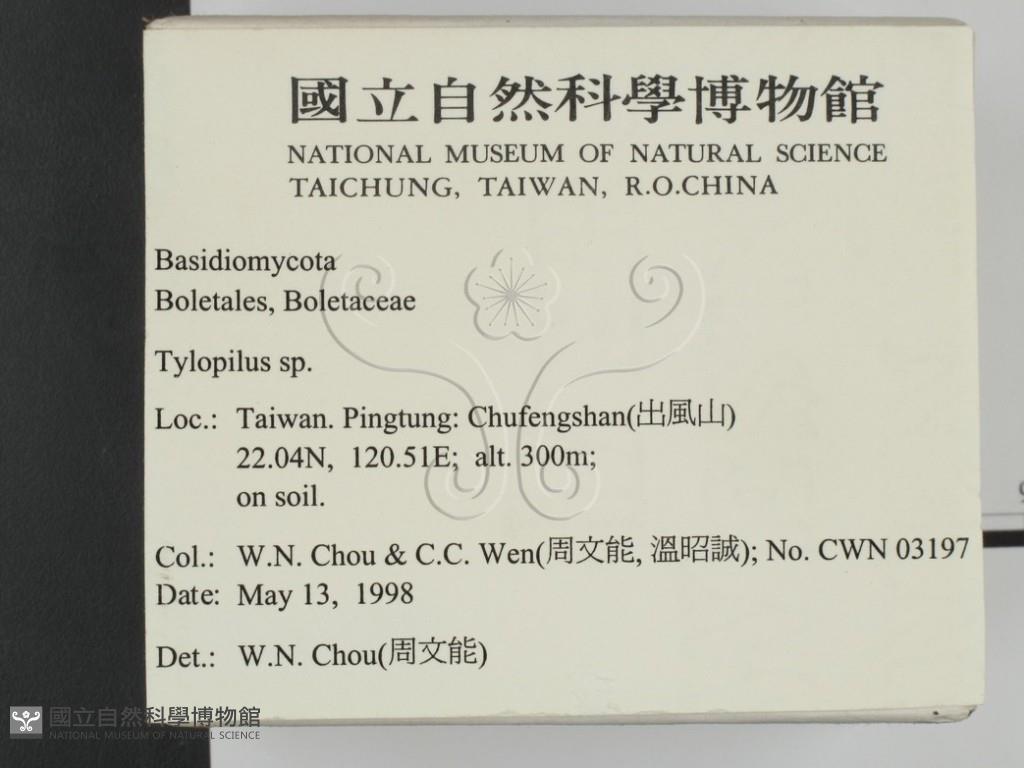 國立自然科學博物館
NATIONAL MUSEUM OF NATURAL SCIENCE
TAICHUNG, TAIWAN, R.O.CHINA
Basidiomycota
Boletales, Boletaceae
Tylopilus sp.
Loc.: Taiwan. Pingtung: Chufengshan(出風山)
22.04N, 120.51E; alt. 300m;
on soil.
Col.: W.N. Chou & C.C. Wen(周文能, 溫昭誠); No. CWN 03197
Date: May 13, 1998
Det.: W.N. Chou(周文能)
國立自然科學博物館
NATIONAL MUSEUM OF NATURAL SCIENCE